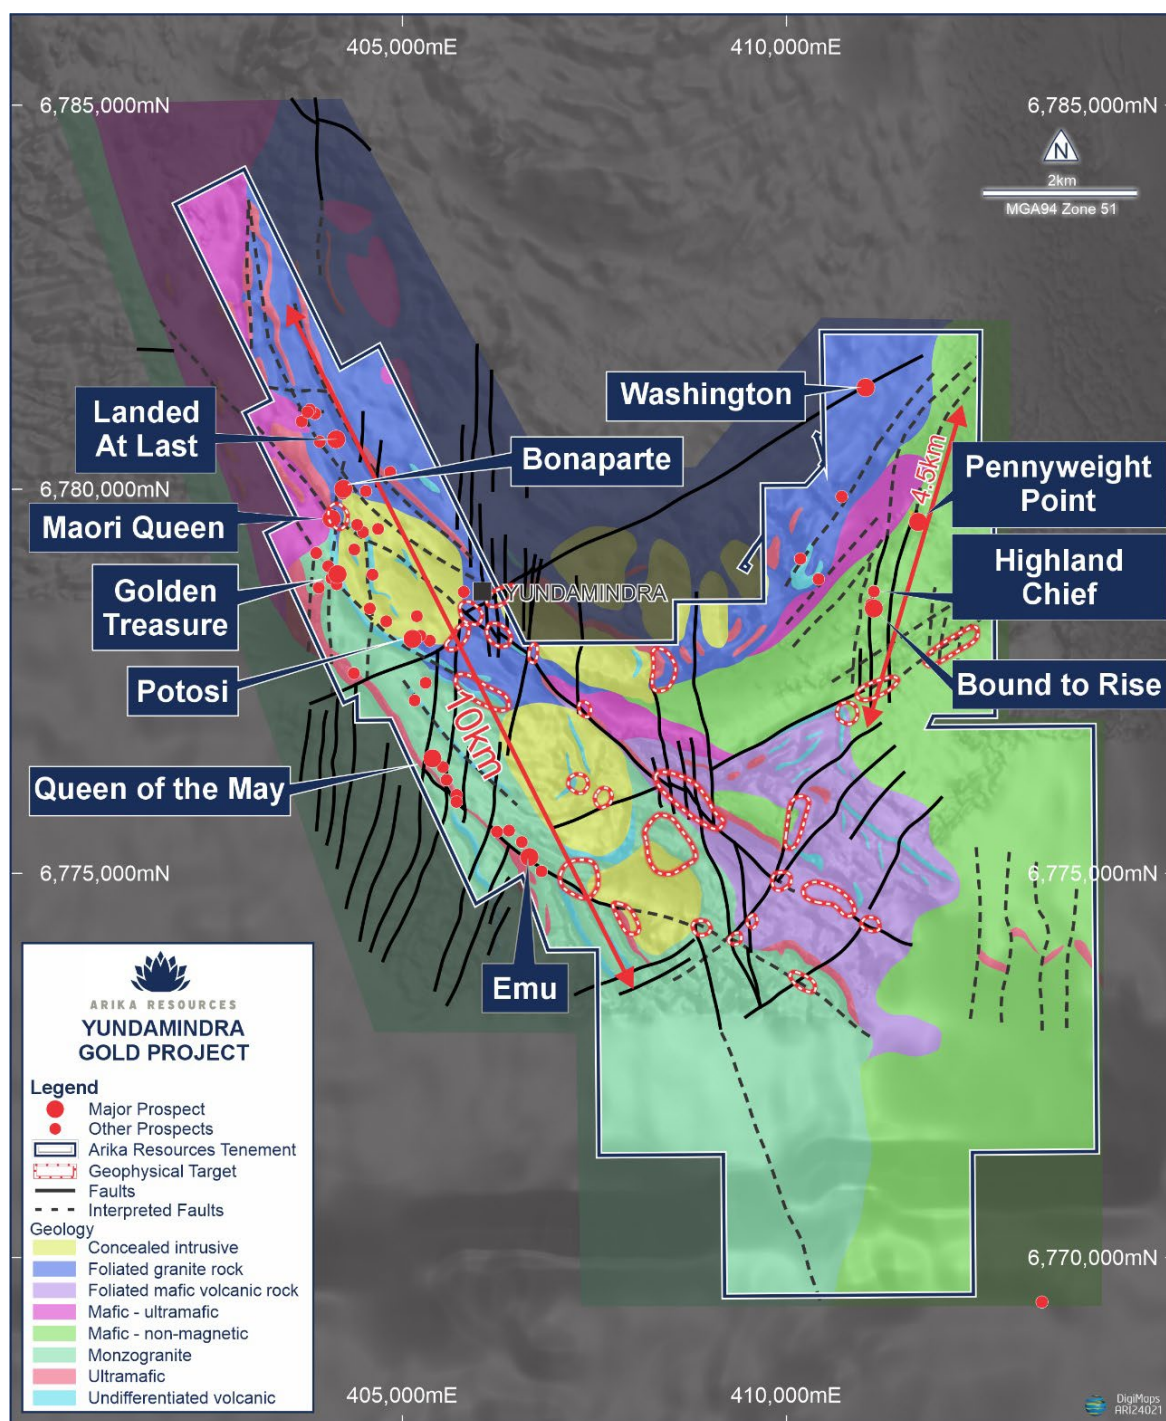 405,000mE
410,000mE
6,785,000mN
6,785,000mN
N
2km
MGA94 Zone 51
Landed
At Last
Washington
Bonaparte
Pennyweight
Point
4.5km
6,780,000mN
Maori Queen
Highland
Chief
Golden
Treasure
YUNDAMINDRA
Potosi
Bound to Rise
10km
Queen of the May
6,775,000mN
6,775,000mN
Emu
ARIKA RESOURCES
YUNDAMINDRA
GOLD PROJECT
Legend
Major Prospect
Other Prospects
Arika Resources Tenement
Geophysical Target
Faults
Interpreted Faults
Geology
Concealed intrusive
Foliated granite rock
Foliated mafic volcanic rock
Mafic - ultramafic
Mafic - non-magnetic
Monzogranite
Ultramafic
Undifferentiated volcanic
6,770,000mN
405,000mE
410,000mE
DigiMaps
ARI24021